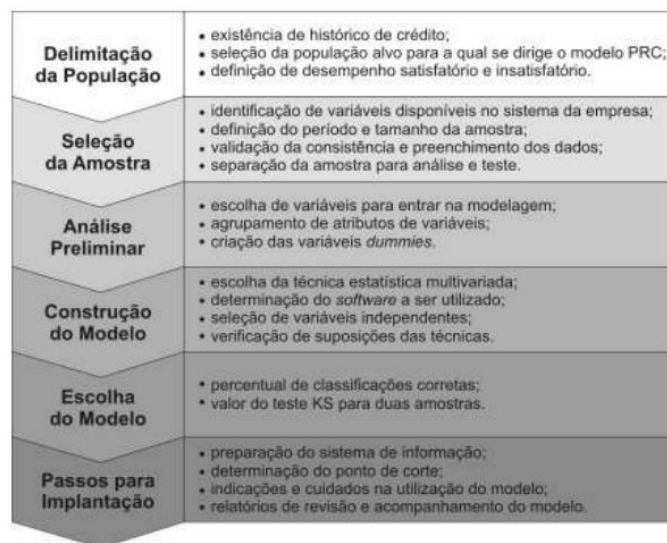 Delimitação
da População
• existência de histórico de crédito;
• seleção da população alvo para a qual se dirige o modelo PRC;
• definição de desempenho satisfatório e insatisfatório.
Seleção
da Amostra
• identificação de variáveis disponíveis no sistema da empresa;
• definição do período e tamanho da amostra;
• validação da consistência e preenchimento dos dados;
• separação da amostra para análise e teste.
Análise
Preliminar
• escolha de variáveis para entrar na modelagem;
• agrupamento de atributos de variáveis;
• criação das variáveis dummies.
Construção
do Modelo
• escolha da técnica estatística multivariada;
• determinação do software a ser utilizado;
• seleção de variáveis independentes;
• verificação de suposições das técnicas.
Escolha
do Modelo
• percentual de classificações corretas;
• valor do teste KS para duas amostras.
Passos para
Implantação
• preparação do sistema de informação;
• determinação do ponto de corte;
• indicações e cuidados na utilização do modelo;
• relatórios de revisão e acompanhamento do modelo.